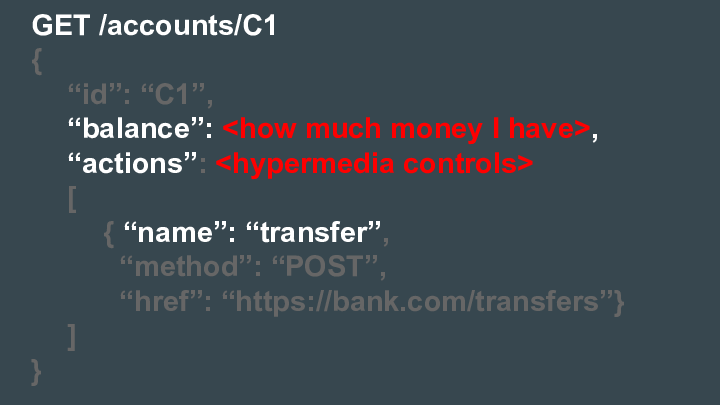 GET /accounts/C1
{
“id”: “C1”,
“balance”: <how much money I have>,
“actions”: <hypermedia controls>
[
{ “name”: “transfer”,
“method”: “POST”,
“href”: “https://bank.com/transfers”}
]
}